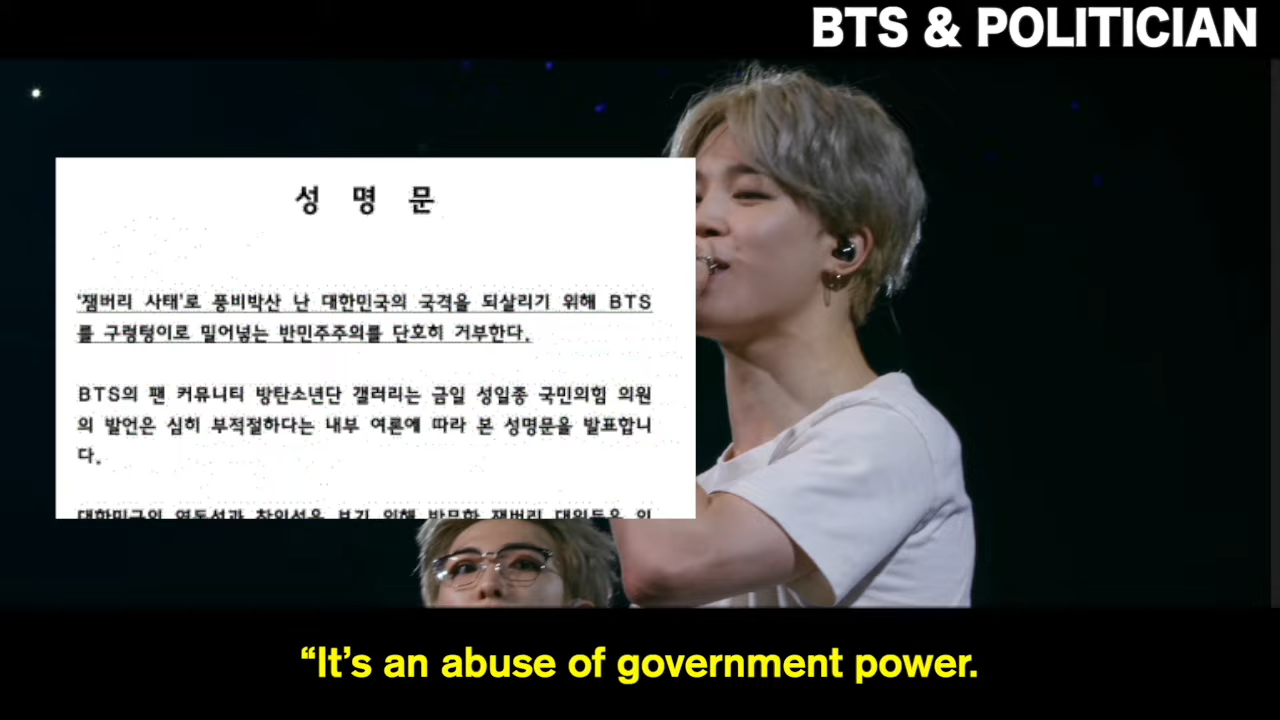 BTS & POLITICIAN
성 명 문
'잼버리 사태'로 풍비박산 난 대한민국의 국격을 되살리기 위해 BTS
를 구렁텅이로 밀어넣는 반민주주의를 단호히 거부한다.
BTS의 팬 커뮤니티 방탄소년단 갤러리는 금일 성일종 국민의힘 의원
의 발언은 심히 부적절하다는 내부 여론에 따라 본 성명문을 발표합니
다.
“It’s an abuse of government power.